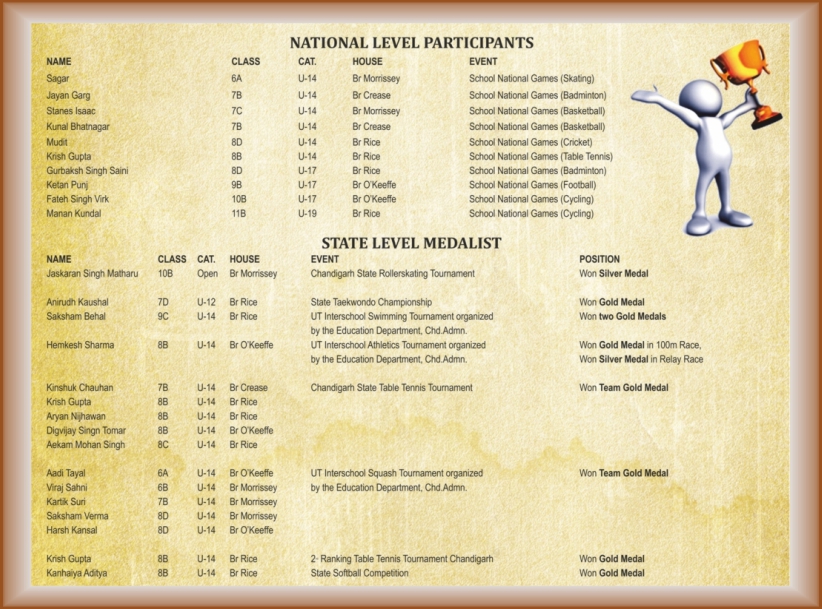 NATIONAL LEVEL PARTICIPANTS
NAME CLASS CAT. HOUSE EVENT
Sagar 6A U-14 Br Morrissey School National Games (Skating)
Jayan Garg 7B U-14 Br Crease School National Games (Badminton)
Stanes Isaac 7C U-14 Br Morrissey School National Games (Basketball)
Kunal Bhatnagar 7B U-14 Br Crease School National Games (Basketball)
Mudit 8D U-14 Br Rice School National Games (Cricket)
Krish Gupta 8B U-14 Br Rice School National Games (Table Tennis)
Gurbaksh Singh Saini 8D U-17 Br Rice School National Games (Badminton)
Ketan Punj 9B U-17 Br O'Keeffe School National Games (Football)
Fateh Singh Virk 10B U-17 Br O'Keeffe School National Games (Cycling)
Manan Kundal 11B U-19 Br Rice School National Games (Cycling)
STATE LEVEL MEDALIST
NAME CLASS CAT. HOUSE EVENT POSITION
Jaskaran Singh Matharu 10B Open Br Morrissey Chandigarh State Rollerskating Tournament Won Silver Medal
Anirudh Kaushal 7D U-12 Br Rice State Taekwondo Championship Won Gold Medal
Saksham Behal 9C U-14 Br Rice UT Interschool Swimming Tournament organized Won two Gold Medals
by the Education Department, Chd.Admn.
Hemkesh Sharma 8B U-14 Br O'Keeffe UT Interschool Athletics Tournament organized Won Gold Medal in 100m Race,
by the Education Department, Chd.Admn. Won Silver Medal in Relay Race
Kinshuk Chauhan 7B U-14 Br Crease Chandigarh State Table Tennis Tournament Won Team Gold Medal
Krish Gupta 8B U-14 Br Rice
Aryan Nijhawan 8B U-14 Br Rice
Digvijay Singn Tomar 8B U-14 Br O'Keeffe
Aekam Mohan Singh 8C U-14 Br Rice
Aadi Tayal 6A U-14 Br O'Keeffe UT Interschool Squash Tournament organized Won Team Gold Medal
Viraj Sahni 6B U-14 Br Morrissey by the Education Department, Chd.Admn.
Kartik Suri 7B U-14 Br Morrissey
Saksham Verma 8D U-14 Br Morrissey
Harsh Kansal 8D U-14 Br O'Keeffe
Krish Gupta 8B U-14 Br Rice 2 Ranking Table Tennis Tournament Chandigarh Won Gold Medal
Kanhaiya Aditya 8B U-14 Br Rice State Softball Competition Won Gold Medal